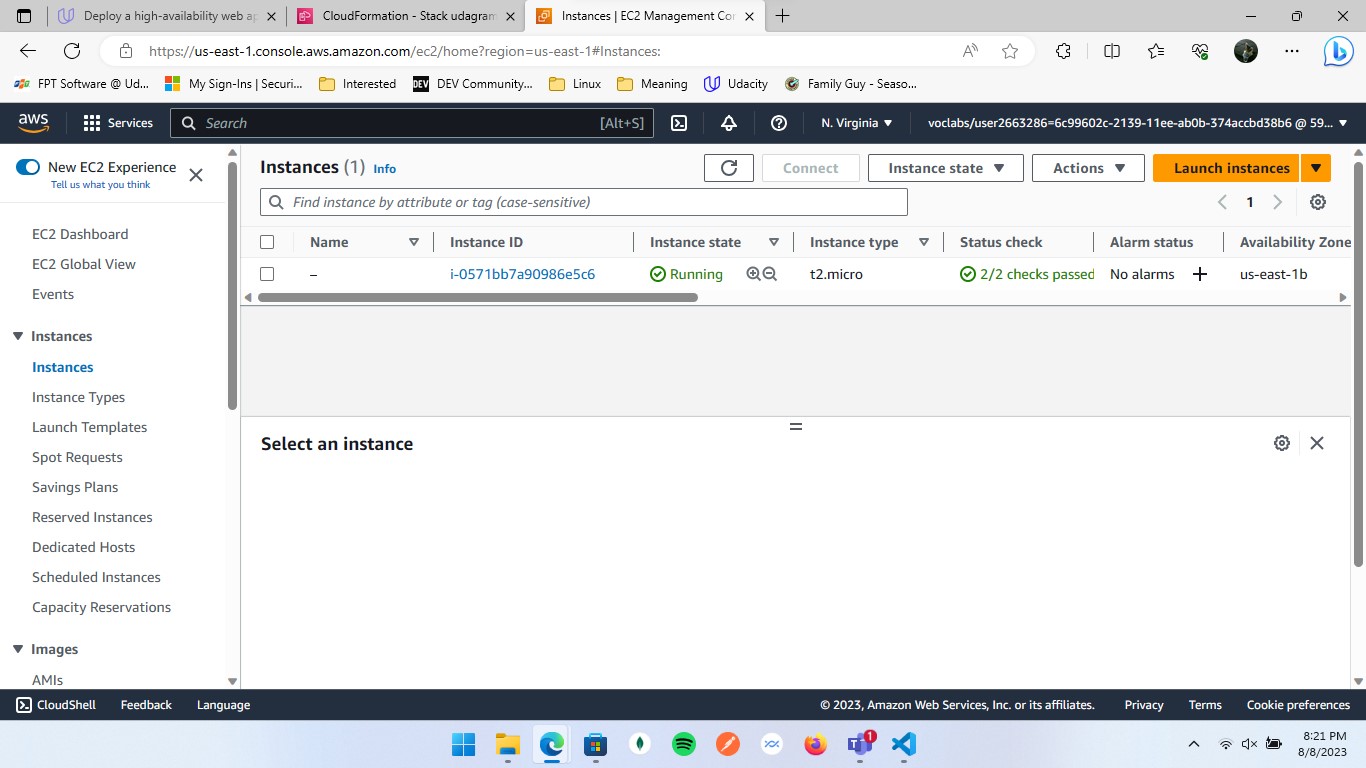 Deploy a high-availability web ap
CloudFormation - Stack udagram
Instances | EC2 Management Con
https://us-east-1.console.aws.amazon.com/ec2/home?region=us-east-1#Instances:
FPT Software @ Ud...
My Sign-Ins | Securi...
Interested
DEV Community...
Linux
Meaning
Udacity
Family Guy - Seaso...
aws
Services
Search
[Alt+S]
N. Virginia
voclabs/user2663286=6c99602c-2139-11ee-ab0b-374accbd38b6 @ 59...
New EC2 Experience
Tell us what you think
EC2 Dashboard
EC2 Global View
Events
Instances
Instances
Instance Types
Launch Templates
Spot Requests
Savings Plans
Reserved Instances
Dedicated Hosts
Scheduled Instances
Capacity Reservations
Images
AMIs
Instances (1) Info
Connect
Instance state
Actions
Launch instances
Find instance by attribute or tag (case-sensitive)
1
Name Instance ID Instance state Instance type Status check Alarm status Availability Zone
– i-0571bb7a90986e5c6 Running t2.micro 2/2 checks passed No alarms + us-east-1b
Select an instance
CloudShell
Feedback
Language
© 2023, Amazon Web Services, Inc. or its affiliates.
Privacy
Terms
Cookie preferences
1
8:21 PM
8/8/2023